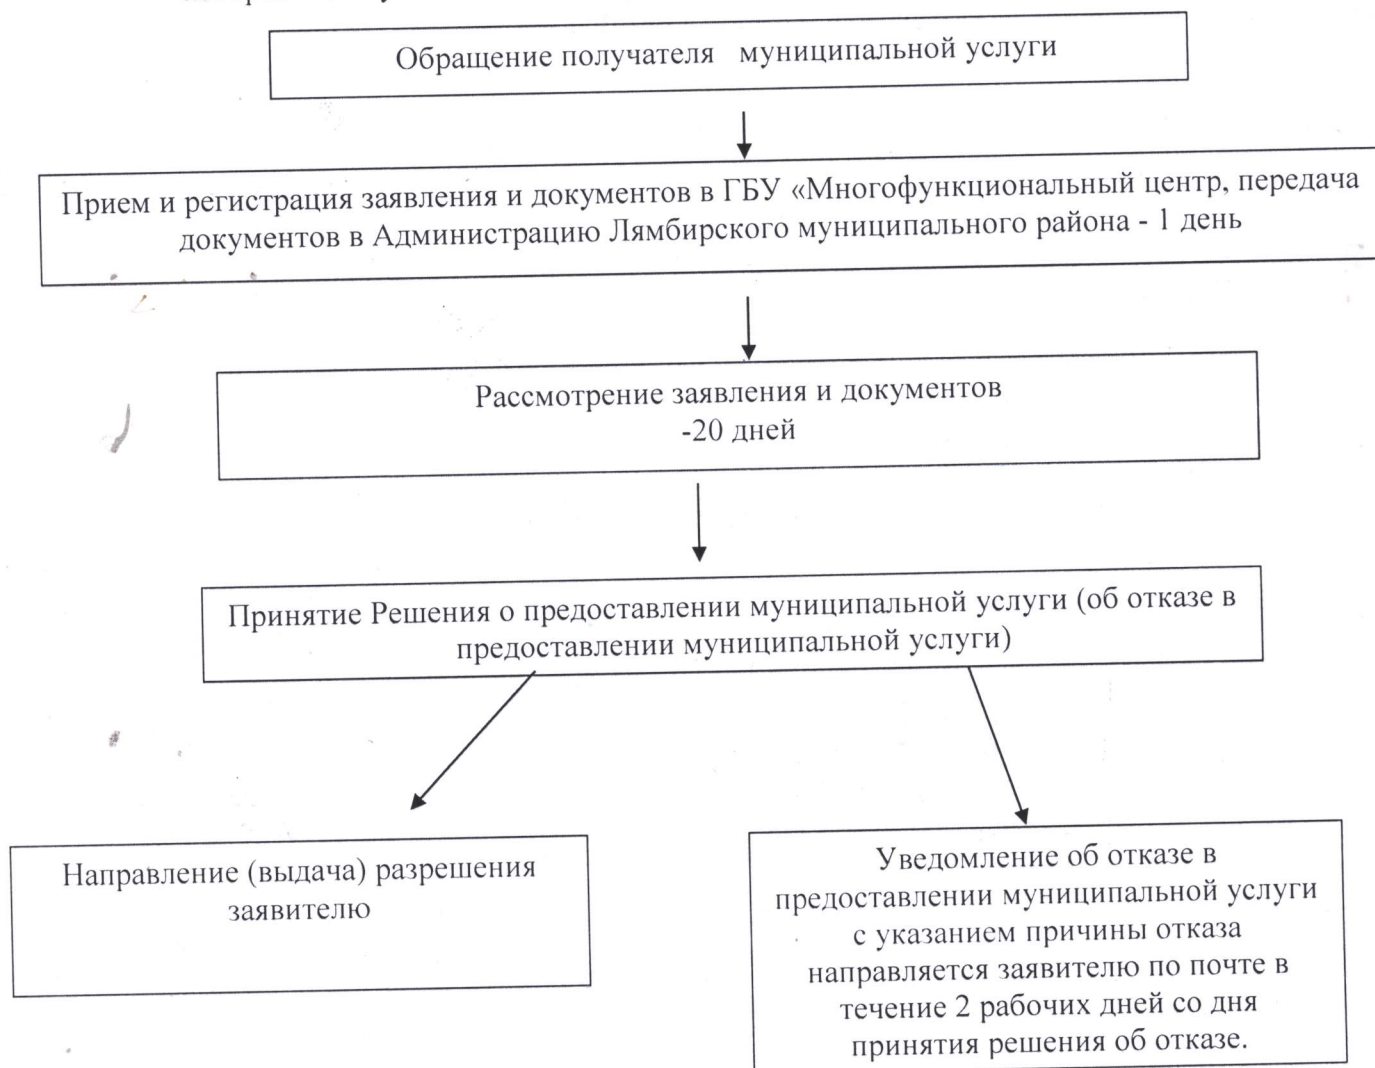 Обращение получателя муниципальной услуги
Прием и регистрация заявления и документов в ГБУ «Многофункциональный центр, передача
документов в Администрацию Лямбирского муниципального района - 1 день
Рассмотрение заявления и документов
-20 дней
Принятие Решения о предоставлении муниципальной услуги (об отказе в
предоставлении муниципальной услуги)
Направление (выдача) разрешения
заявителю
Уведомление об отказе в
предоставлении муниципальной услуги
с указанием причины отказа
направляется заявителю по почте в
течение 2 рабочих дней со дня
принятия решения об отказе.